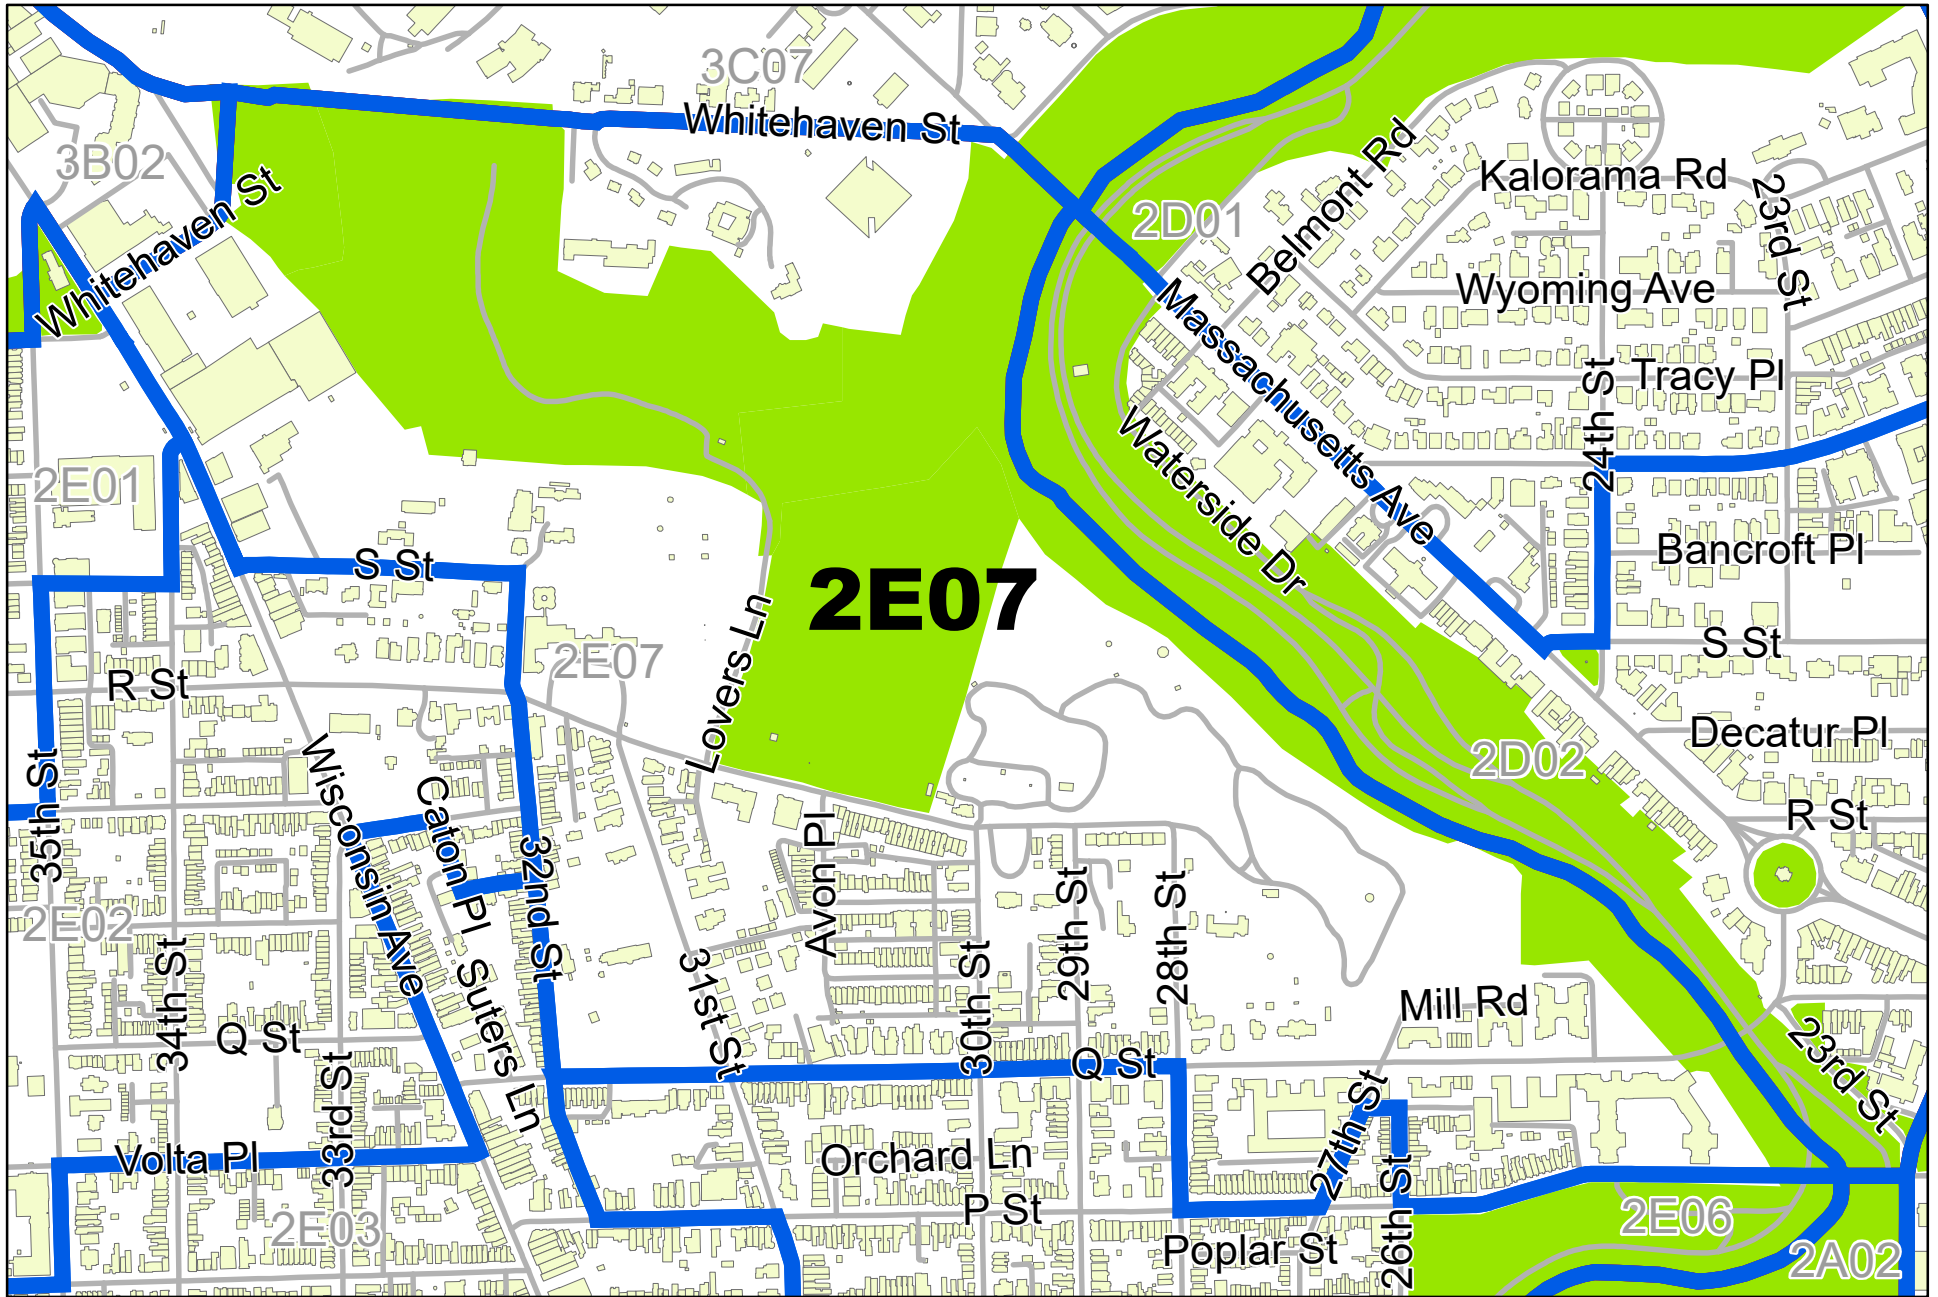 3C07
Whitehaven St
3B02
Whitehaven St
2D01
Belmont Rd
Kalorama Rd
23rd St
Wyoming Ave
Massachusetts Ave
Tracy Pl
24th St
Waterside Dr
2E01
S St
Bancroft Pl
2E07
2E07
Lovers Ln
S St
R St
Decatur Pl
2D02
R St
35th St
Wisconsin Ave
Caton Pl
32nd St
Avon Pl
29th St
28th St
2E02
34th St
Suters Ln
31st St
30th St
Mill Rd
Q St
Q St
33rd St
23rd St
27th St
Volta Pl
Orchard Ln
26th St
P St
2E03
2E06
Poplar St
2A02